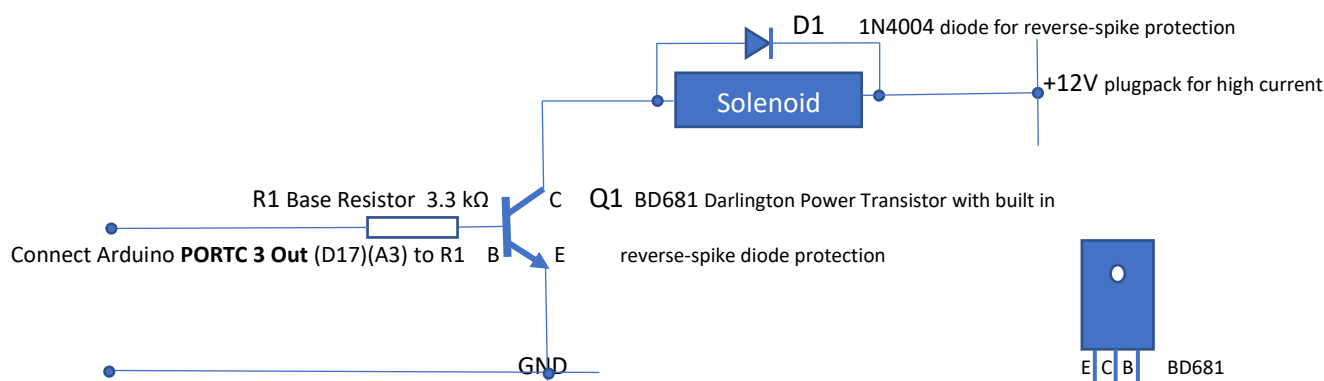 D1 1N4004 diode for reverse-spike protection
+12V plugpack for high current
Solenoid
R1 Base Resistor 3.3 kΩ
C Q1 BD681 Darlington Power Transistor with built in
Connect Arduino PORTC 3 Out (D17)(A3) to R1 B E reverse-spike diode protection
GND
E C B BD681